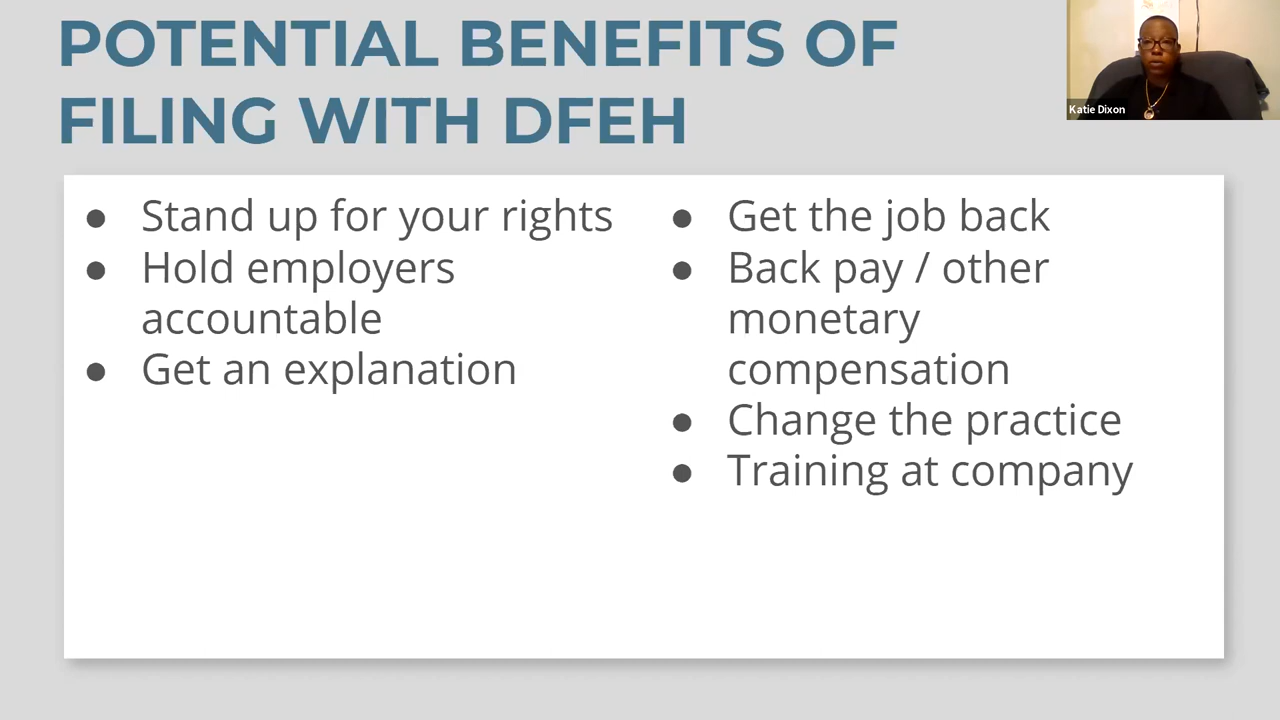 POTENTIAL BENEFITS OF
FILING WITH DFEH
Katie Dixon
● Stand up for your rights
● Hold employers
accountable
● Get an explanation
● Get the job back
● Back pay / other
monetary
compensation
● Change the practice
● Training at company